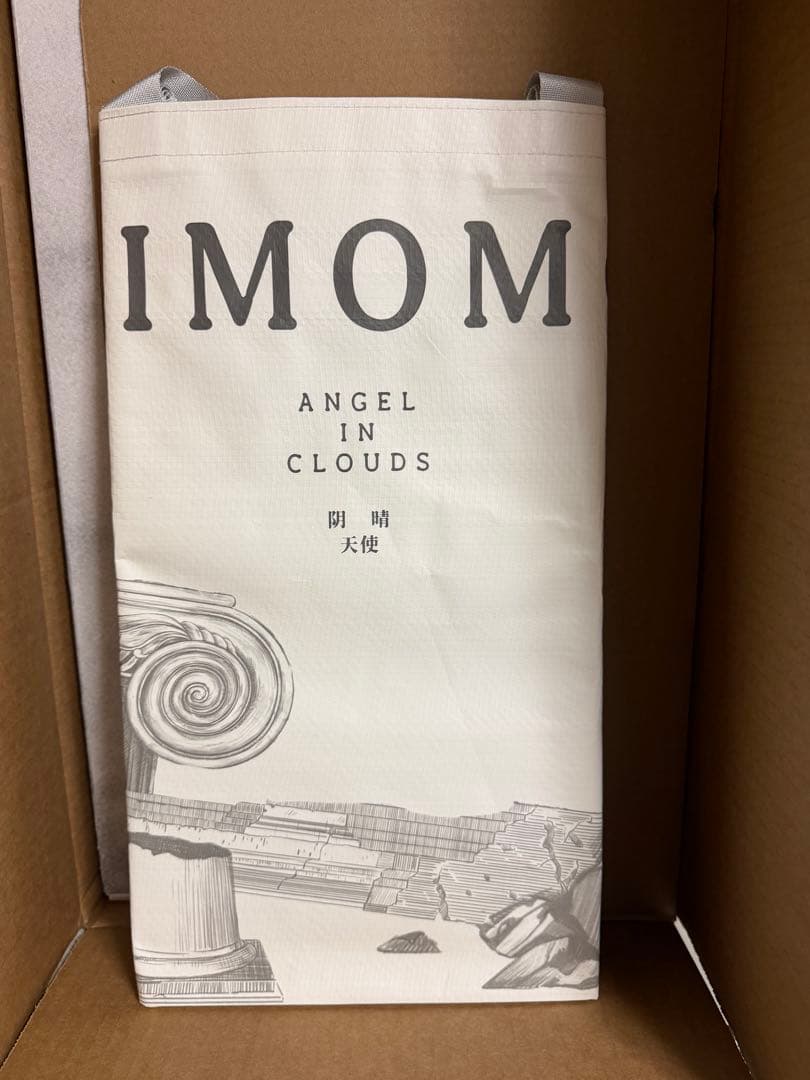 IMOM
ANGEL
IN
CLOUDS
阴 晴
天使